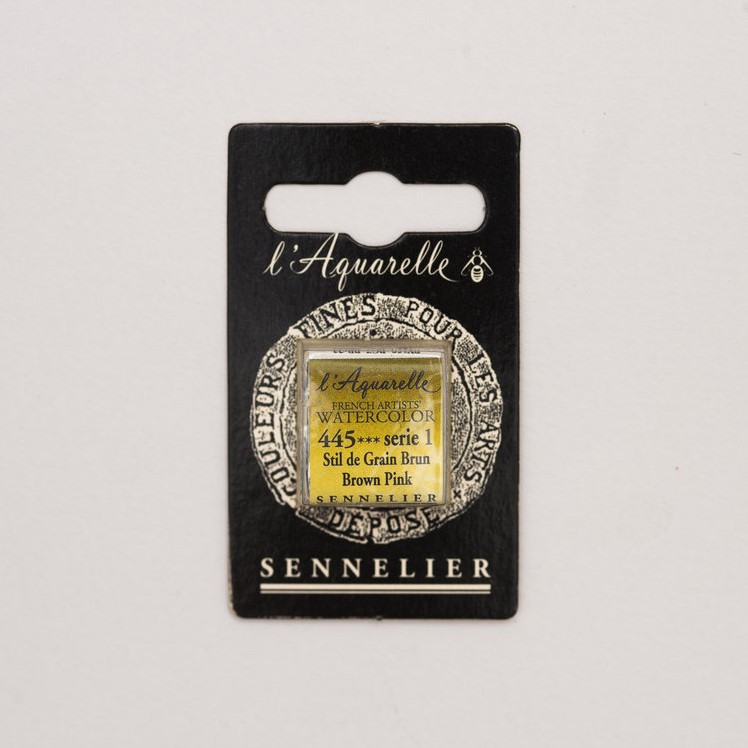 l'Aquarelle
COULEURS FINES POUR LES ARTS
DÉPOSÉ
l'Aquarelle
FRENCH ARTISTS'
WATERCOLOR
445*** serie 1
Stil de Grain Brun
Brown Pink
SENNELIER
SENNELIER